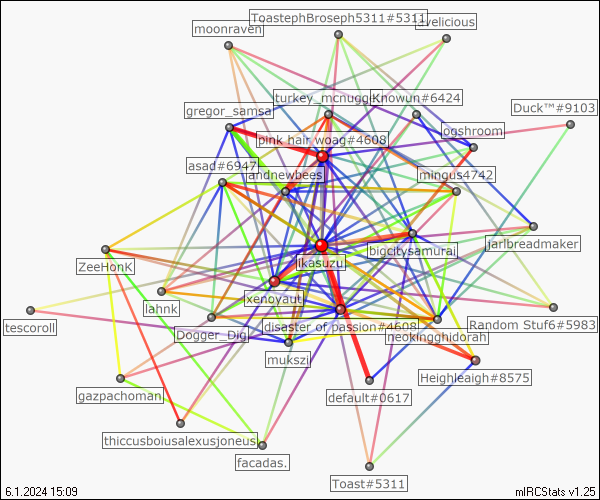 ToastephBroseph5311#5311
moonraven
turkey_mcnugg
Knowun#6424
Duck™#9103
gregor_samsa
ogshroom
pink hair woag#4608
asad#6947
andnewbees
mingus4742
jarlbreadmaker
bigcitysamurai
ikasuzu
ZeeHonk
xenoyaut
lahnk
disaster of passion#4608
Random Stuf6#5983
tescoroll
Dogger_Dig
neokingghidorah
mukszi
Heighleaigh#8575
gazpachoman
default#0617
thiccusboiusalexusjoneus
facadas.
Toast#5311
6.1.2024 15:09
mIRCStats v1.25